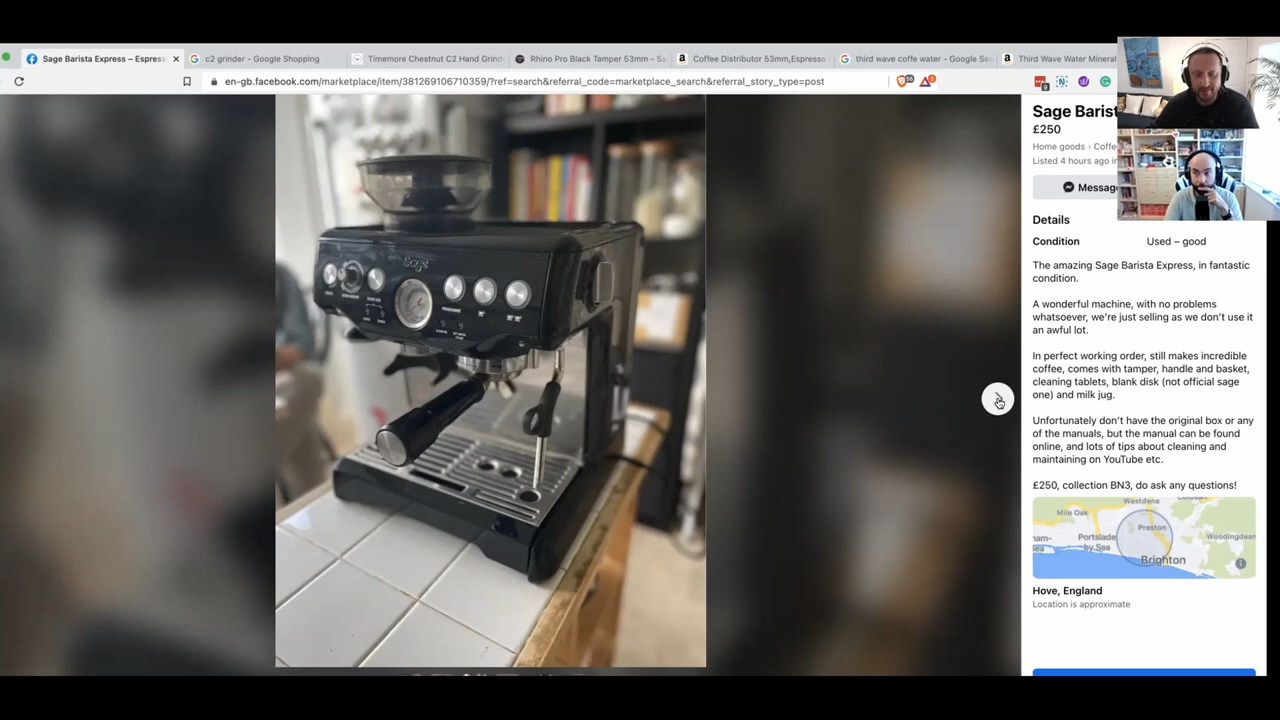 Sage Barista Express – Espress
c2 grinder - Google Shopping
Timemore Chestnut C2 Hand Grind
Rhino Pro Black Tamper 53mm - Sa
Coffee Distributor 53mm,Espresso
third wave coffe water - Google Sea
Third Wave Water Mineral
en-gb.facebook.com/marketplace/item/381269106710359/?ref=search&referral_code=marketplace_search&referral_story_type=post
Sage Barist
£250
Home goods › Coffe
Listed 4 hours ago in
Message
Details
Condition Used – good
The amazing Sage Barista Express, in fantastic
condition.
A wonderful machine, with no problems
whatsoever, we're just selling as we don't use it
an awful lot.
In perfect working order, still makes incredible
coffee, comes with tamper, handle and basket,
cleaning tablets, blank disk (not official sage
one) and milk jug.
Unfortunately don't have the original box or any
of the manuals, but the manual can be found
online, and lots of tips about cleaning and
maintaining on YouTube etc.
£250, collection BN3, do ask any questions!
Westdene
Mile Oak
Preston
Portslade
by Sea
Woodingdean
Brighton
Hove, England
Location is approximate
Sage